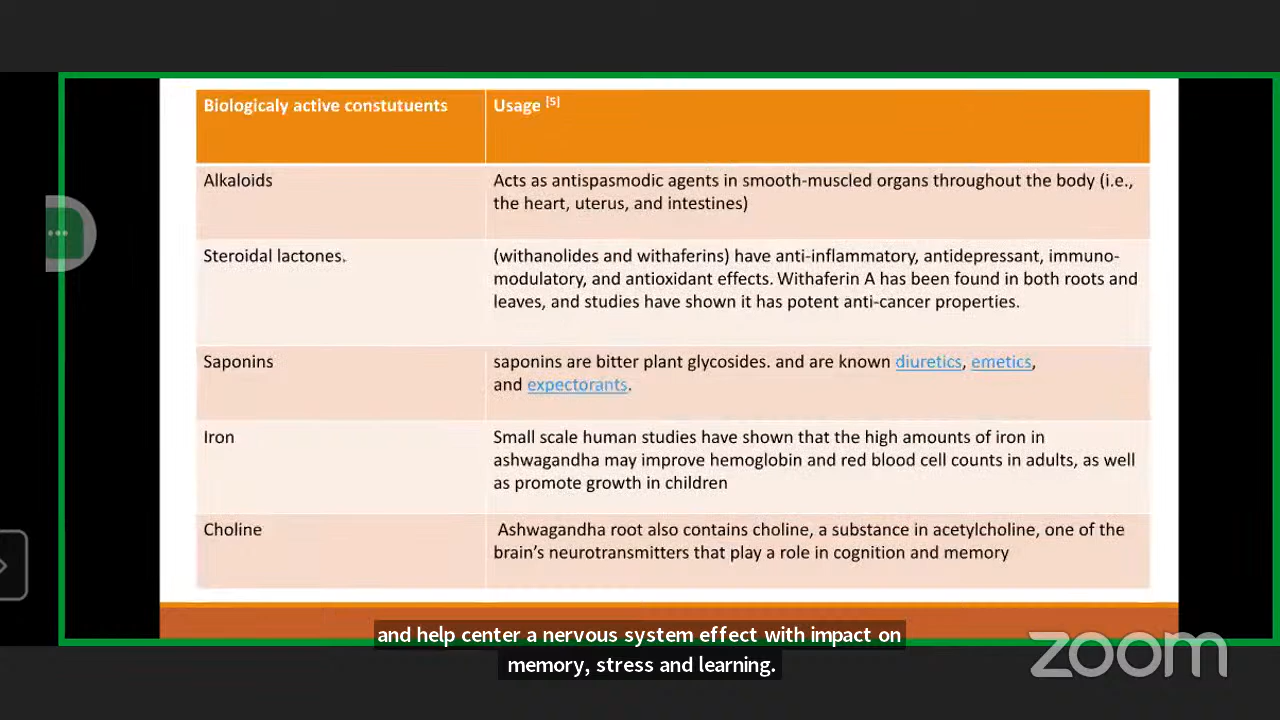 Biologicaly active constutuents
Usage [5]
Alkaloids
Acts as antispasmodic agents in smooth-muscled organs throughout the body (i.e.,
the heart, uterus, and intestines)
Steroidal lactones.
(withanolides and withaferins) have anti-inflammatory, antidepressant, immuno-
modulatory, and antioxidant effects. Withaferin A has been found in both roots and
leaves, and studies have shown it has potent anti-cancer properties.
Saponins
saponins are bitter plant glycosides. and are known diuretics, emetics,
and expectorants.
Iron
Small scale human studies have shown that the high amounts of iron in
ashwagandha may improve hemoglobin and red blood cell counts in adults, as well
as promote growth in children
Choline
Ashwagandha root also contains choline, a substance in acetylcholine, one of the
brain’s neurotransmitters that play a role in cognition and memory
and help center a nervous system effect with impact on
memory, stress and learning.
zoom